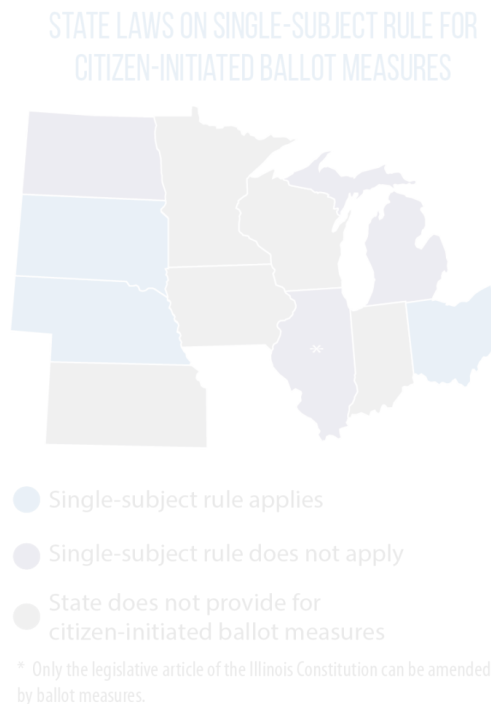 STATE LAWS ON SINGLE-SUBJECT RULE FOR
CITIZEN-INITIATED BALLOT MEASURES
*
Single-subject rule applies
Single-subject rule does not apply
State does not provide for
citizen-initiated ballot measures
* Only the legislative article of the Illinois Constitution can be amended
by ballot measures.